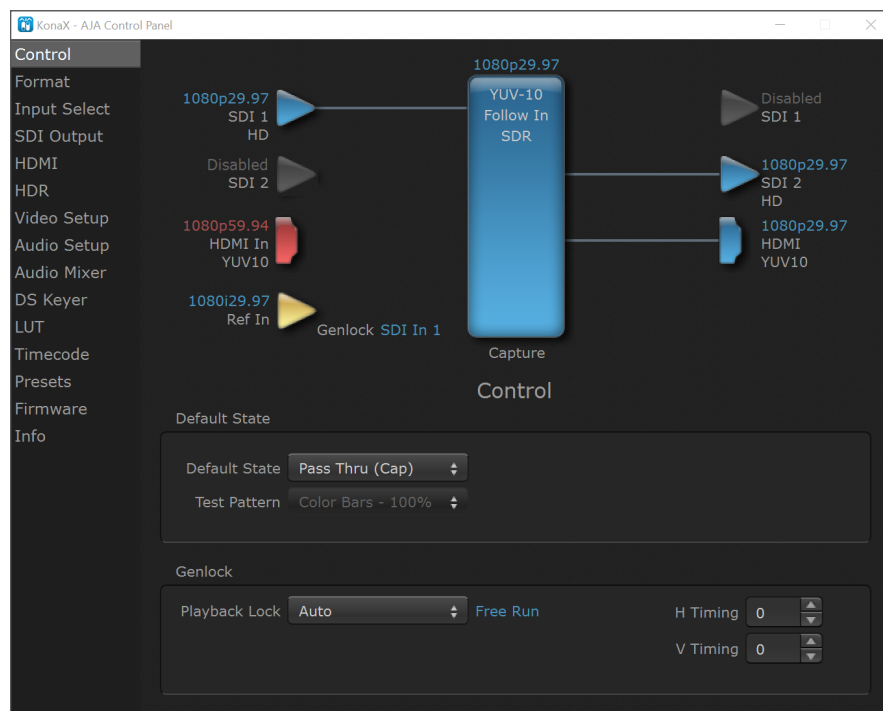 KonaX - AJA Control Panel
Control
Format
Input Select
SDI Output
HDMI
HDR
Video Setup
Audio Setup
Audio Mixer
DS Keyer
LUT
Timecode
Presets
Firmware
Info
1080p29.97
SDI 1
HD
Disabled
SDI 2
1080p59.94
HDMI In
YUV10
1080i29.97
Ref In
Genlock SDI In 1
1080p29.97
YUV-10
Follow In
SDR
Capture
Disabled
SDI 1
1080p29.97
SDI 2
HD
1080p29.97
HDMI
YUV10
Control
Default State
Default State Pass Thru (Cap)
Test Pattern Color Bars - 100%
Genlock
Playback Lock Auto Free Run H Timing 0
V Timing 0